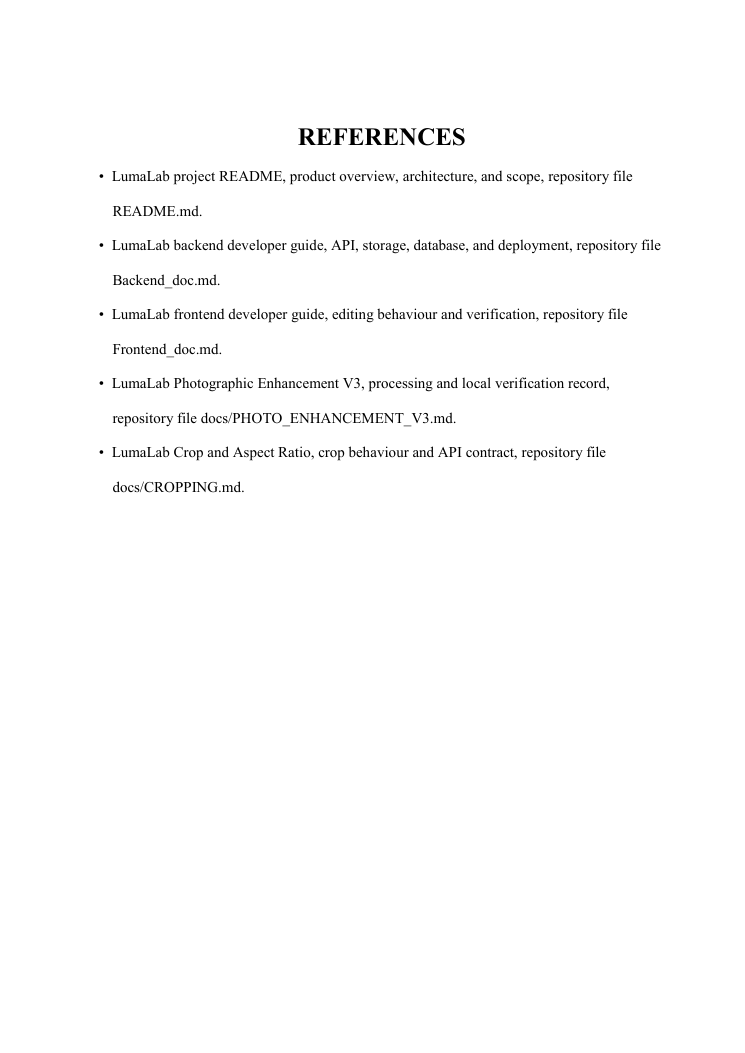 REFERENCES
• LumaLab project README, product overview, architecture, and scope, repository file
README.md.
• LumaLab backend developer guide, API, storage, database, and deployment, repository file
Backend_doc.md.
• LumaLab frontend developer guide, editing behaviour and verification, repository file
Frontend_doc.md.
• LumaLab Photographic Enhancement V3, processing and local verification record,
repository file docs/PHOTO_ENHANCEMENT_V3.md.
• LumaLab Crop and Aspect Ratio, crop behaviour and API contract, repository file
docs/CROPPING.md.